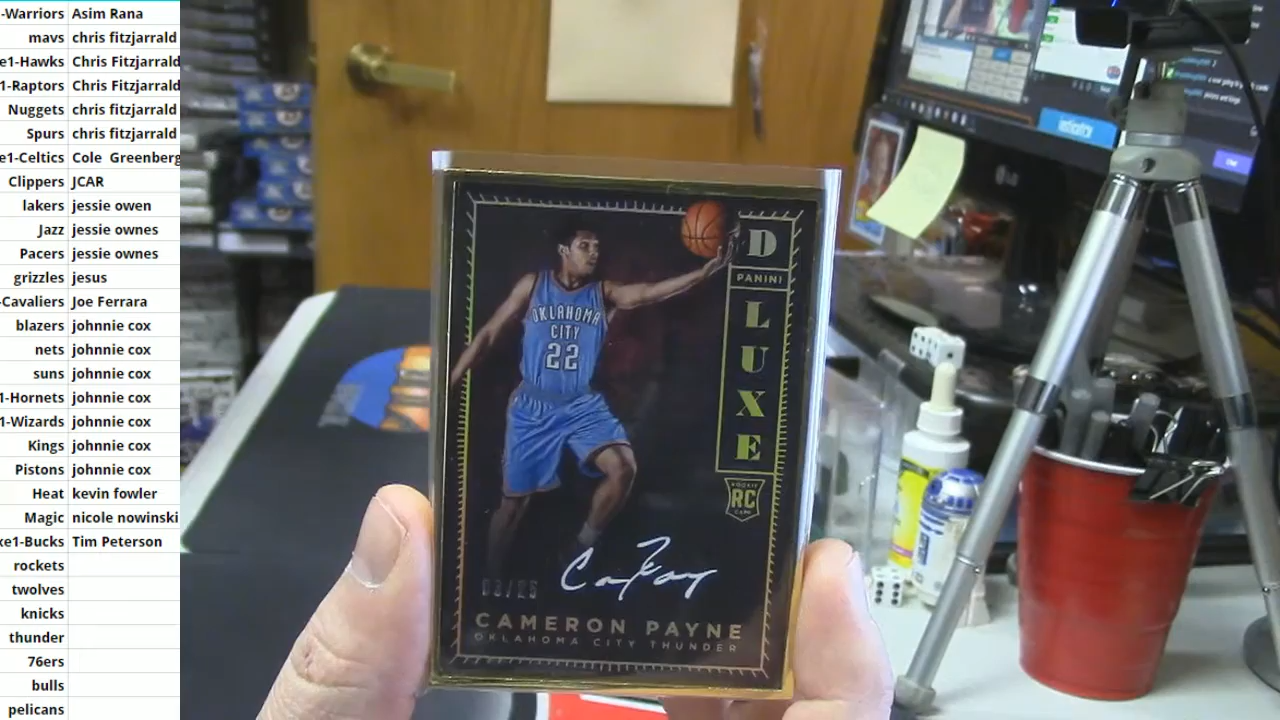 -Warriors Asim Rana
mavs chris fitzjarrald
e1-Hawks Chris Fitzjarrald
1-Raptors Chris Fitzjarrald
Nuggets chris fitzjarrald
Spurs chris fitzjarrald
e1-Celtics Cole Greenberg
Clippers JCAR
lakers jessie owen
Jazz jessie ownes
Pacers jessie ownes
grizzles jesus
-Cavaliers Joe Ferrara
blazers johnnie cox
nets johnnie cox
suns johnnie cox
1-Hornets johnnie cox
1-Wizards johnnie cox
Kings johnnie cox
Pistons johnnie cox
Heat kevin fowler
Magic nicole nowinski
xe1-Bucks Tim Peterson
rockets
twolves
knicks
thunder
76ers
bulls
pelicans
D
PANINI
L
U
X
E
ROOKIE
RC
CARD
OKLAHOMA
CITY
22
CAMERON PAYNE
OKLAHOMA CITY THUNDER